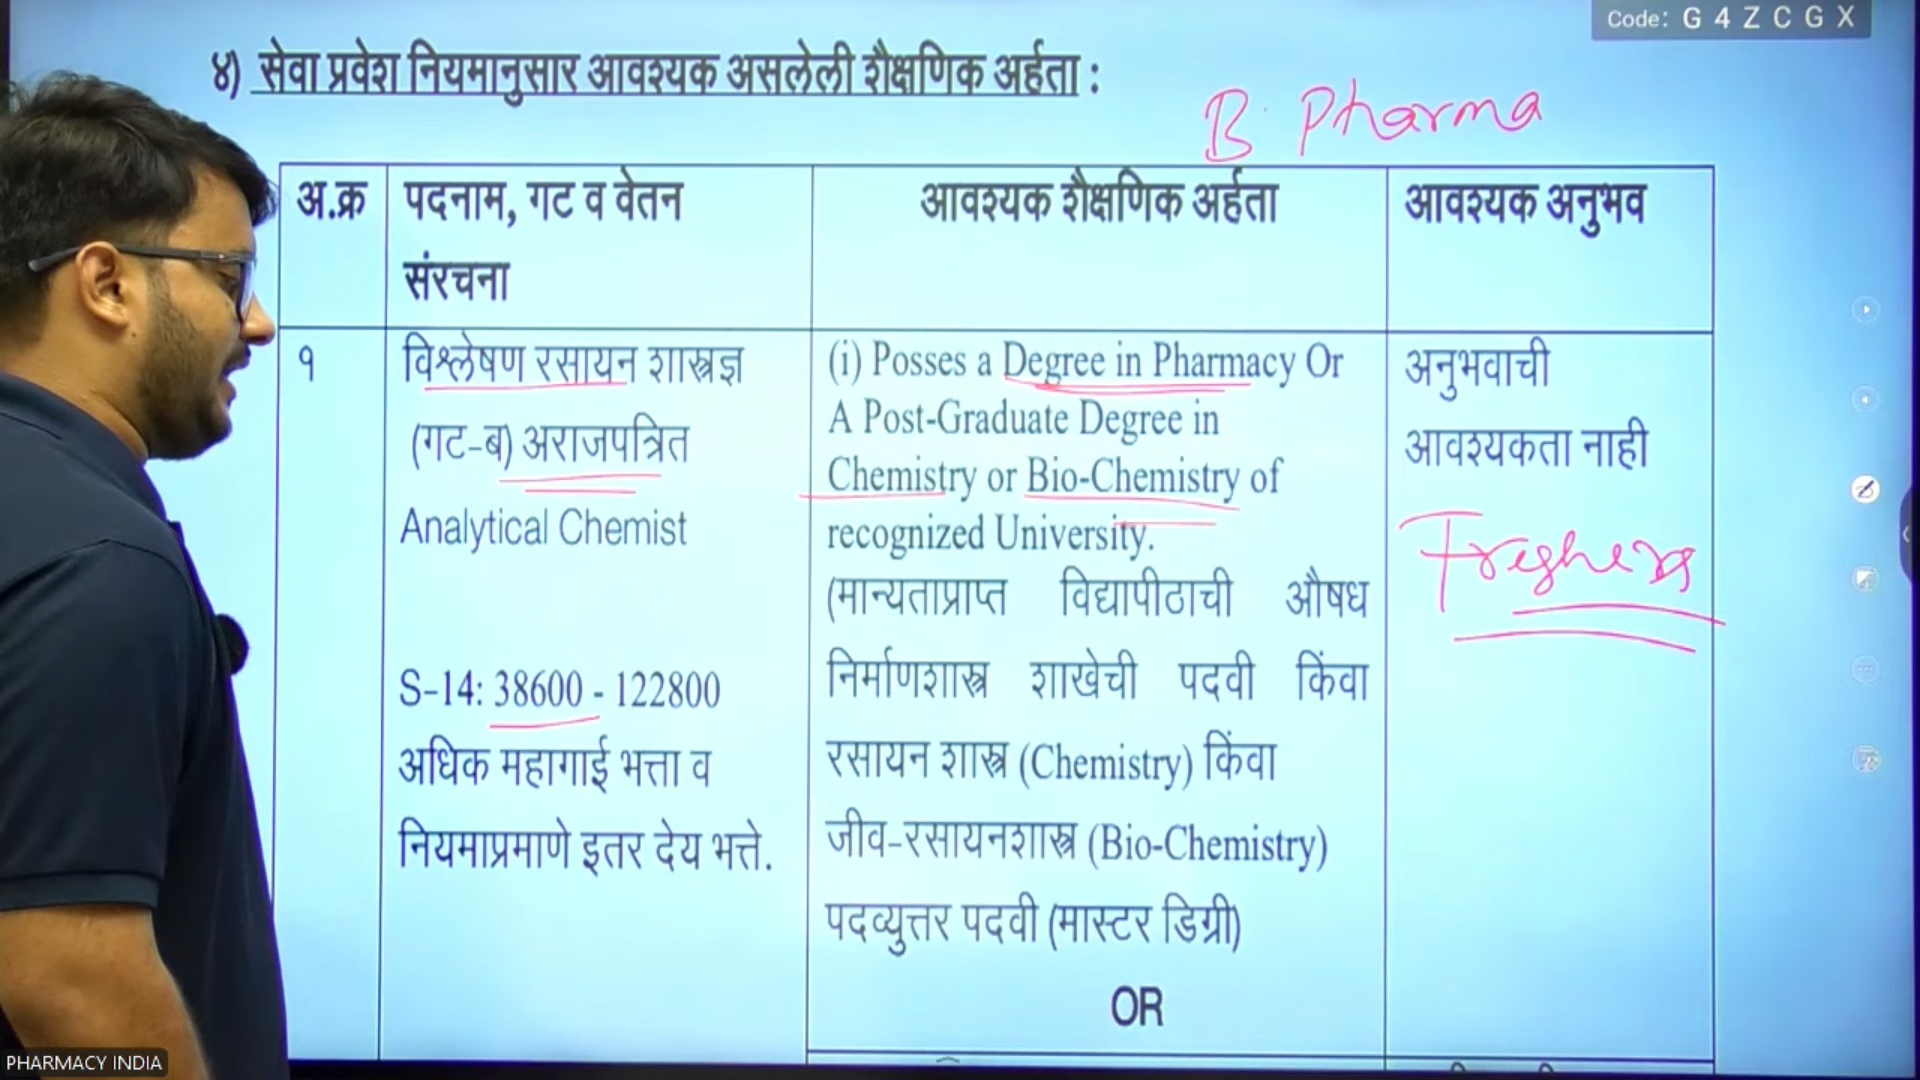 Code: G 4 Z C G X
४) सेवा प्रवेश नियमानुसार आवश्यक असलेली शैक्षणिक अर्हता :
B. Pharma
अ.क्र
पदनाम, गट व वेतन
संरचना
आवश्यक शैक्षणिक अर्हता
आवश्यक अनुभव
१
विश्लेषण रसायन शास्त्रज्ञ
(गट-ब) अराजपत्रित
Analytical Chemist
S-14: 38600 - 122800
अधिक महागाई भत्ता व
नियमाप्रमाणे इतर देय भत्ते.
(i) Posses a Degree in Pharmacy Or
A Post-Graduate Degree in
Chemistry or Bio-Chemistry of
recognized University.
(मान्यताप्राप्त विद्यापीठाची औषध
निर्माणशास्त्र शाखेची पदवी किंवा
रसायन शास्त्र (Chemistry) किंवा
जीव-रसायनशास्त्र (Bio-Chemistry)
पदव्युत्तर पदवी (मास्टर डिग्री)
OR
अनुभवाची
आवश्यकता नाही
Freshers
PHARMACY INDIA